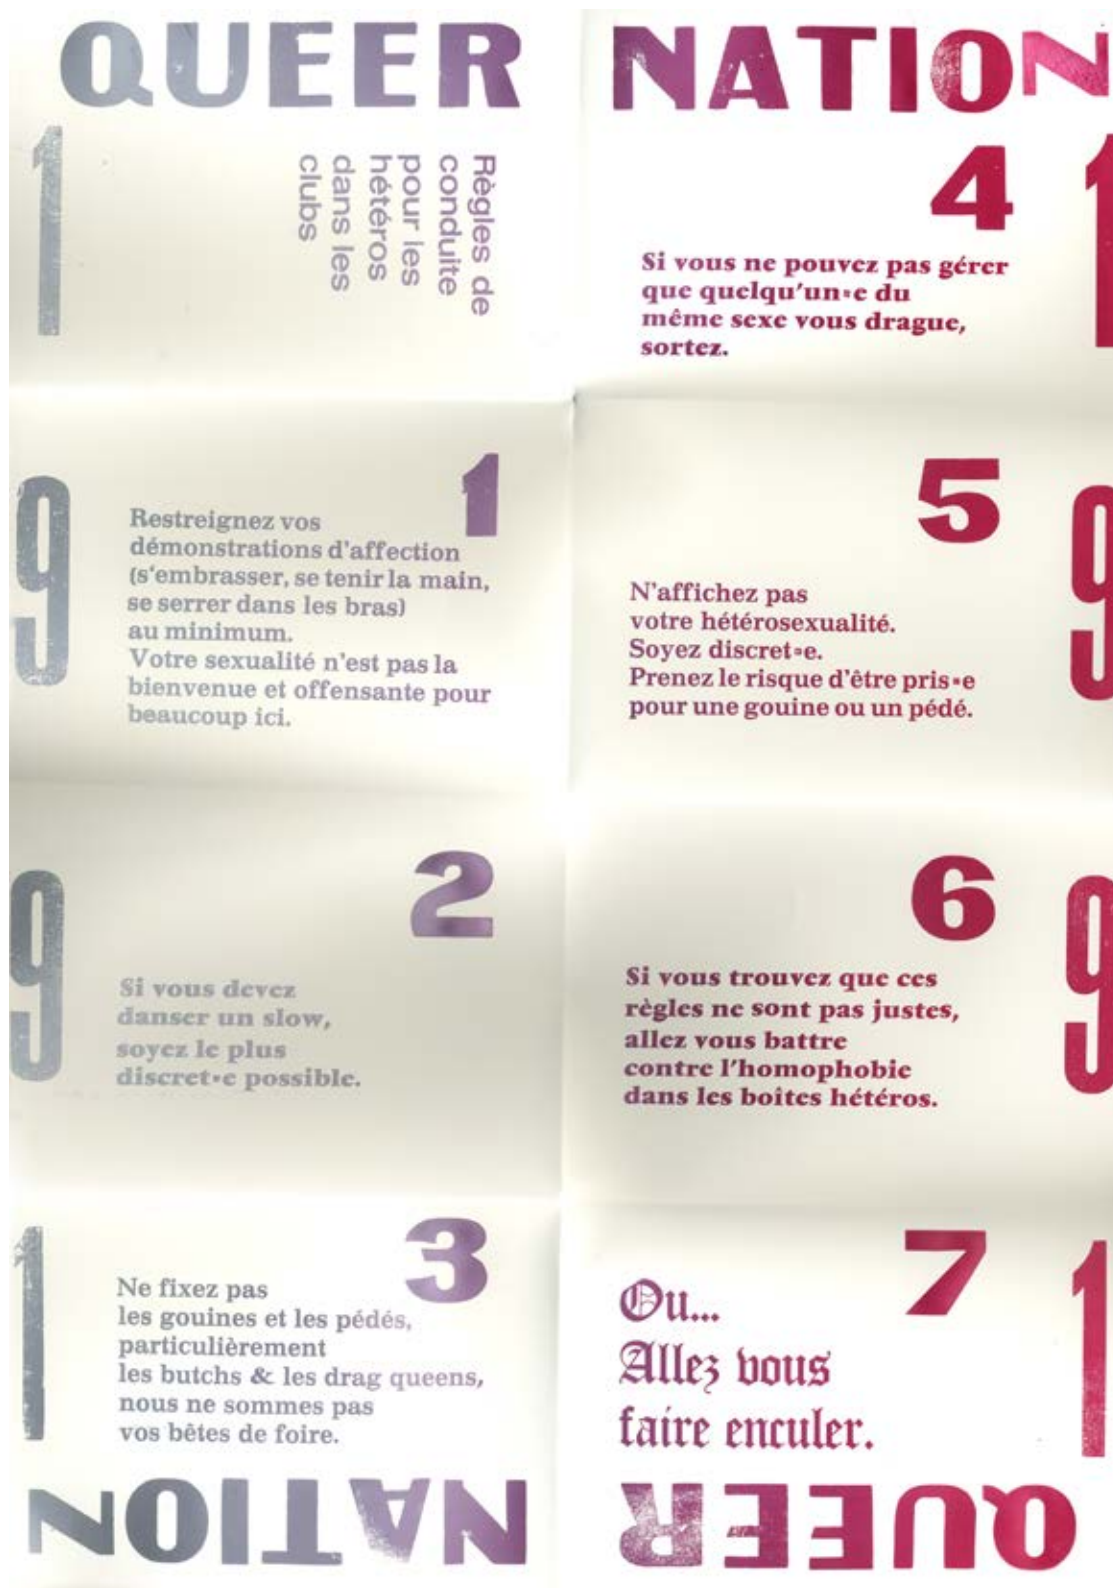 QUEER NATION
1
Règles de
conduite
pour les
hétéros
dans les
clubs
9
1
Restreignez vos
démonstrations d'affection
(s'embrasser, se tenir la main,
se serrer dans les bras)
au minimum.
Votre sexualité n'est pas la
bienvenue et offensante pour
beaucoup ici.
9
2
Si vous devez
danser un slow,
soyez le plus
discret•e possible.
1
3
Ne fixez pas
les gouines et les pédés,
particulièrement
les butchs & les drag queens,
nous ne sommes pas
vos bêtes de foire.
4
1
Si vous ne pouvez pas gérer
que quelqu'un•e du
même sexe vous drague,
sortez.
5
9
N'affichez pas
votre hétérosexualité.
Soyez discret•e.
Prenez le risque d'être pris•e
pour une gouine ou un pédé.
6
9
Si vous trouvez que ces
règles ne sont pas justes,
allez vous battre
contre l'homophobie
dans les boites hétéros.
7
1
Ou...
Allez vous
faire enculer.
QUEER NATION